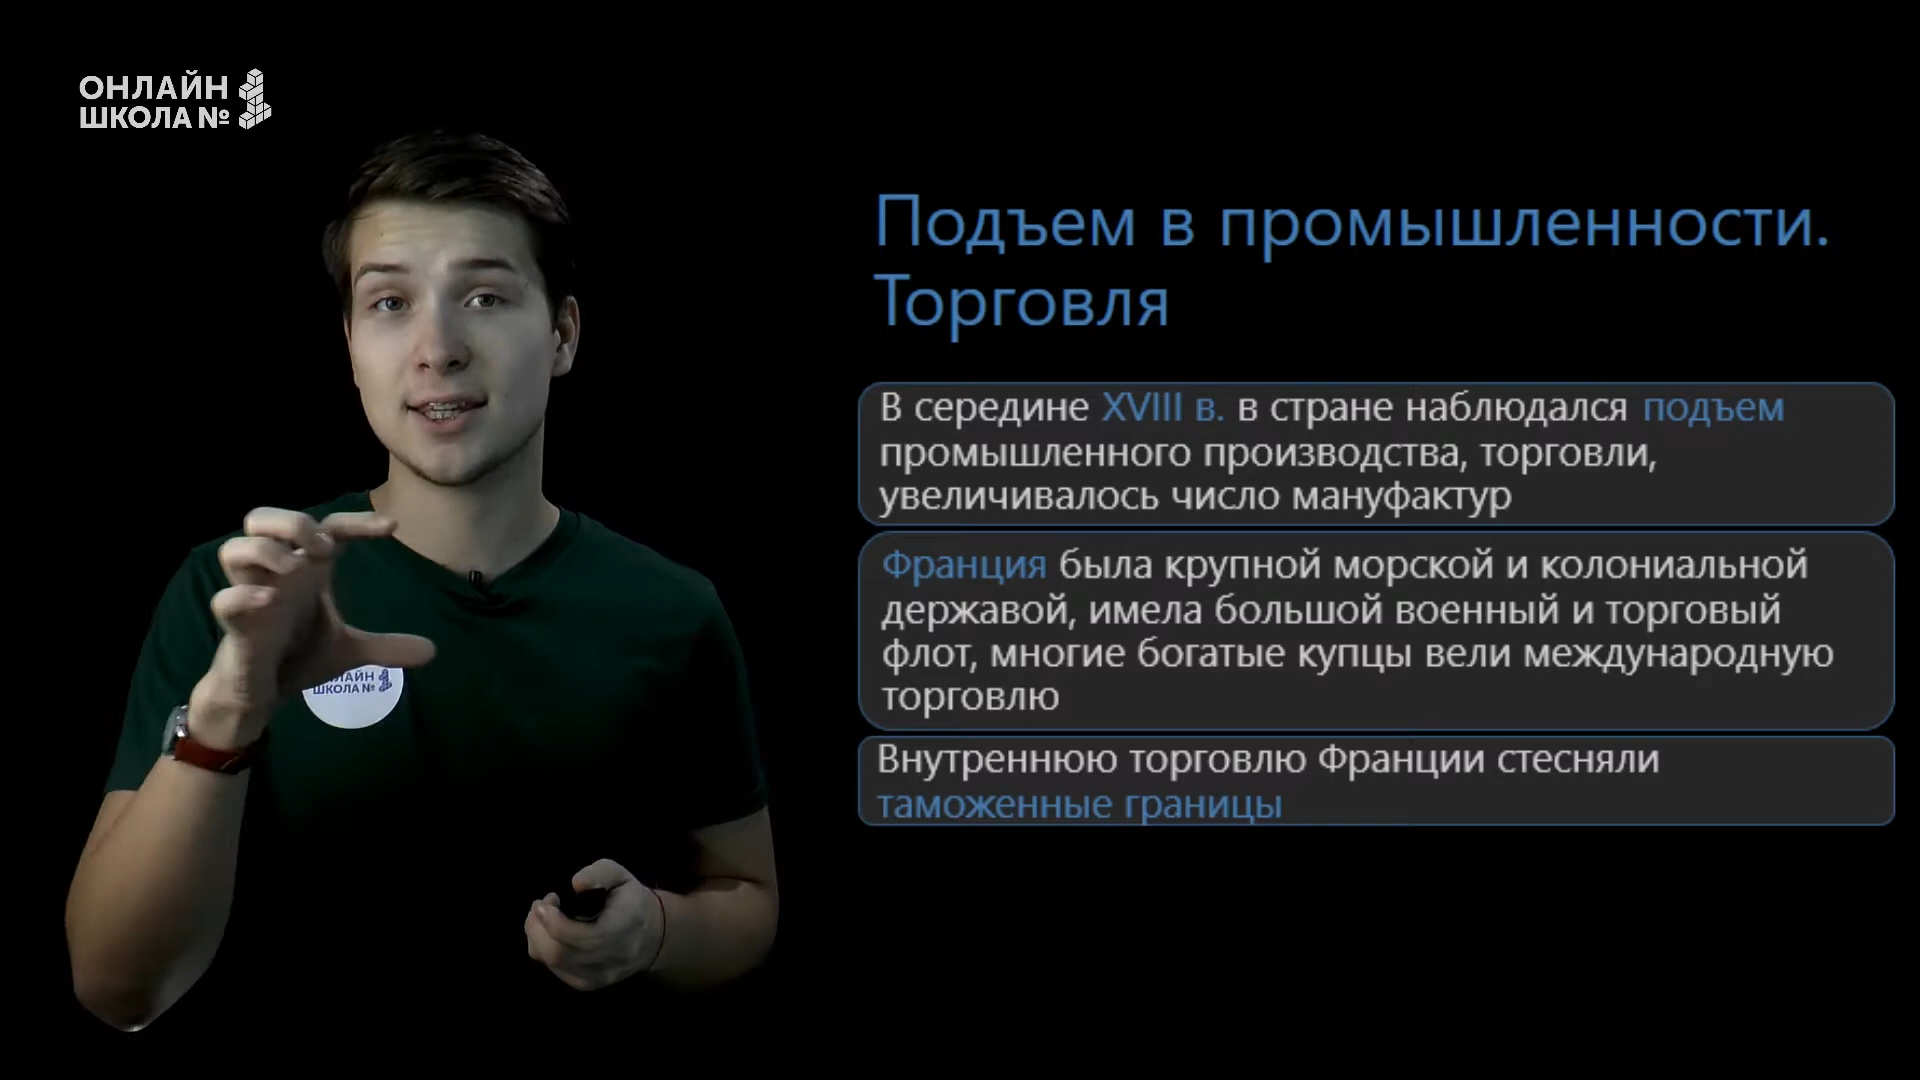 ОНЛАЙН
ШКОЛА №
Подъем в промышленности.
Торговля
В середине XVIII в. в стране наблюдался подъем
промышленного производства, торговли,
увеличивалось число мануфактур
Франция была крупной морской и колониальной
державой, имела большой военный и торговый
флот, многие богатые купцы вели международную
торговлю
Внутреннюю торговлю Франции стесняли
таможенные границы
ЛАЙН
ШКОЛА №